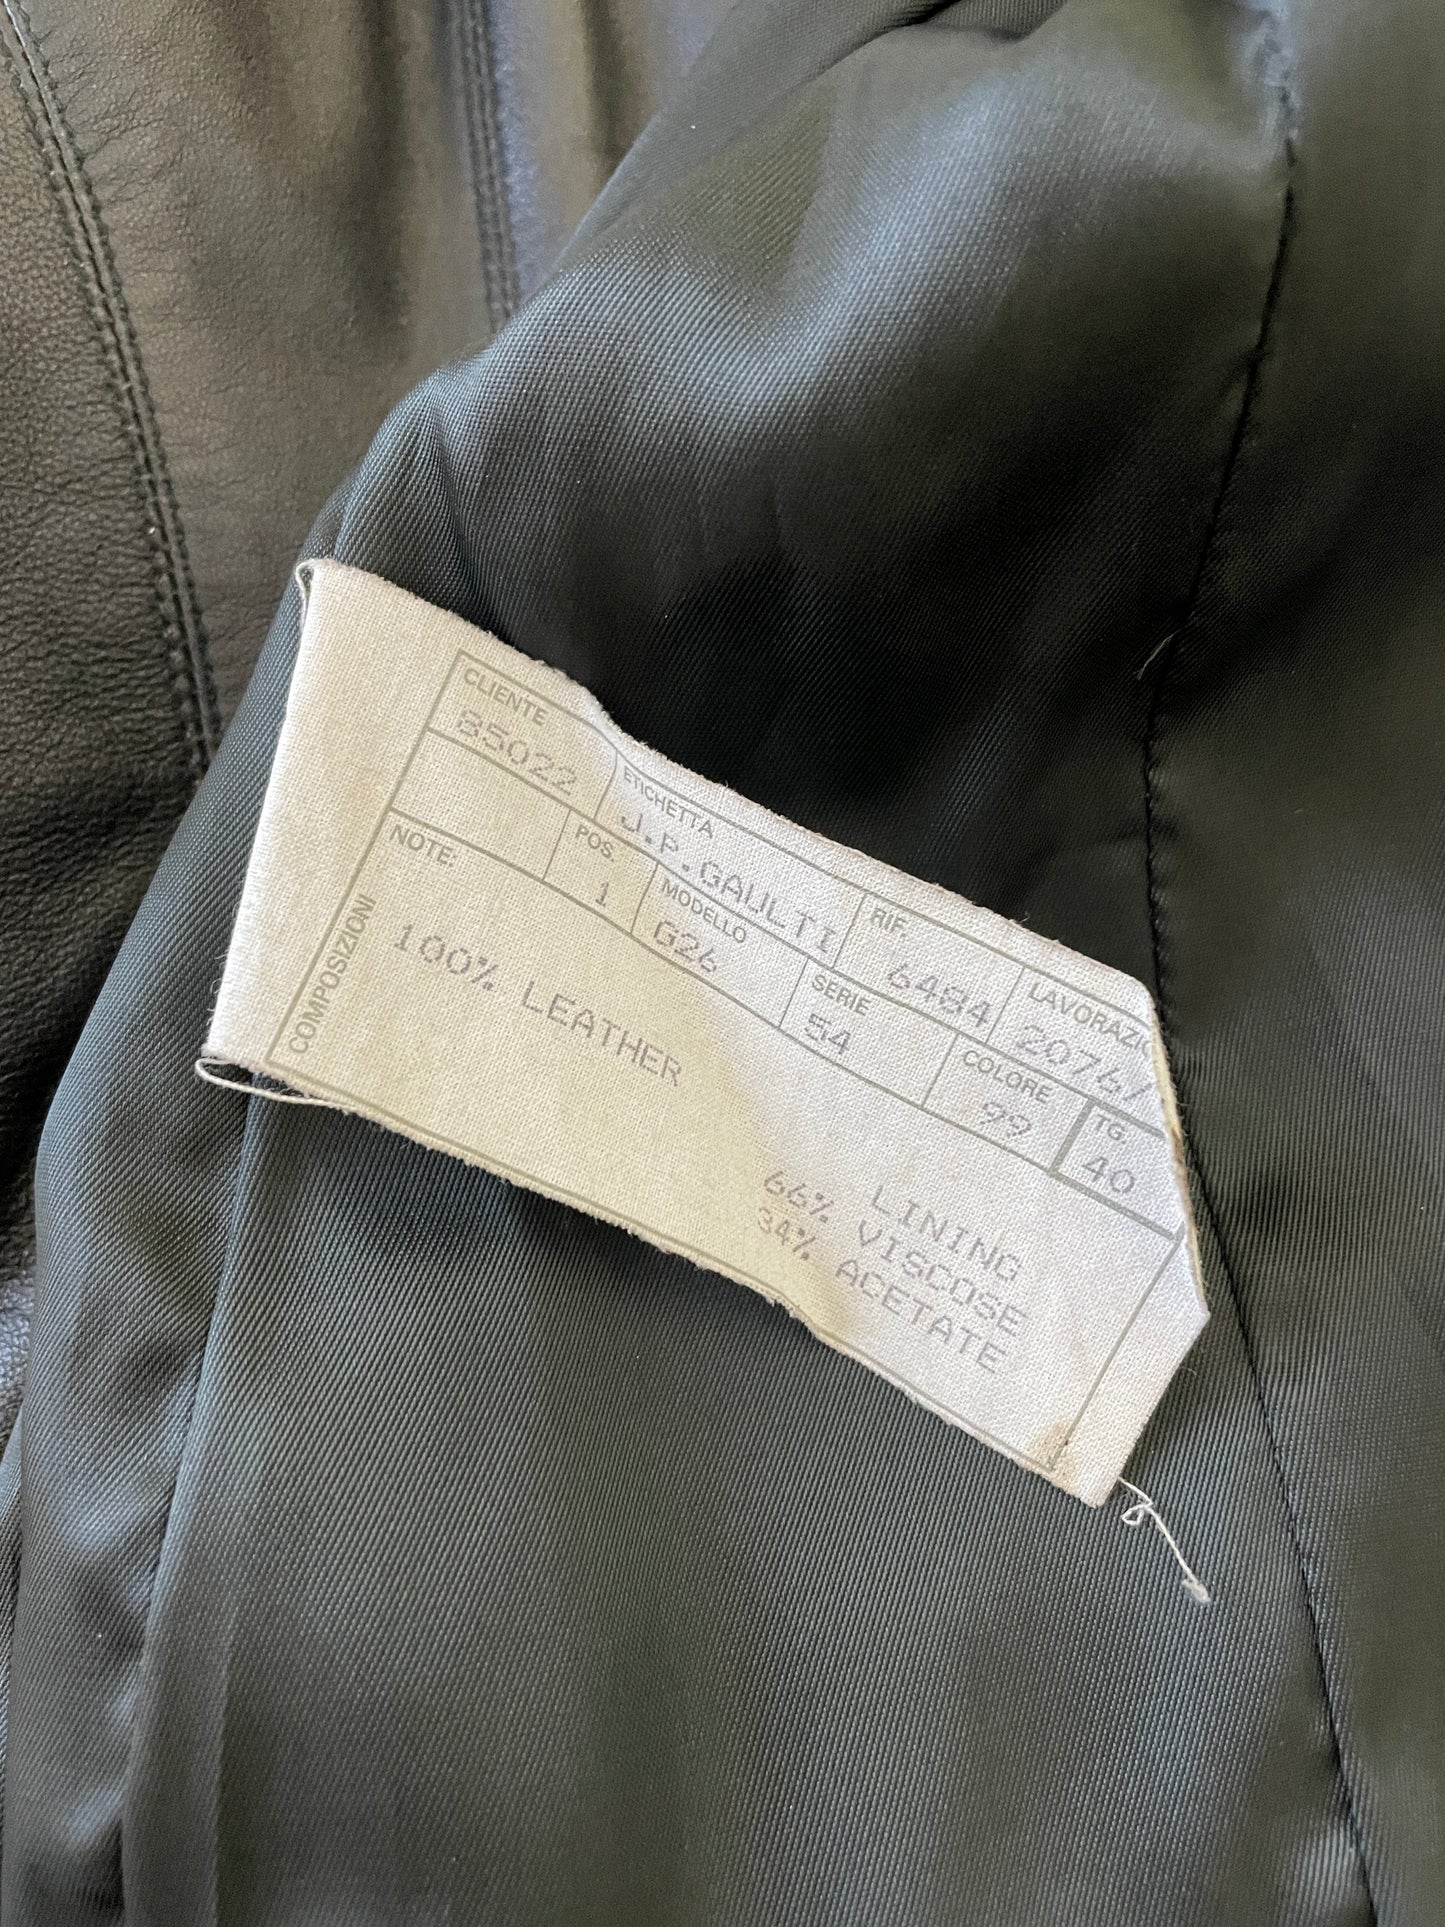 CLIENTE
85022
ETICHETTA
J.P.GAULTI
RIF.
6484
LAVORAZIO
2076/
POS.
1
MODELLO
G26
SERIE
54
COLORE
99
TG.
40
NOTE:
COMPOSIZIONI
100% LEATHER
LINING
66% VISCOSE
34% ACETATE